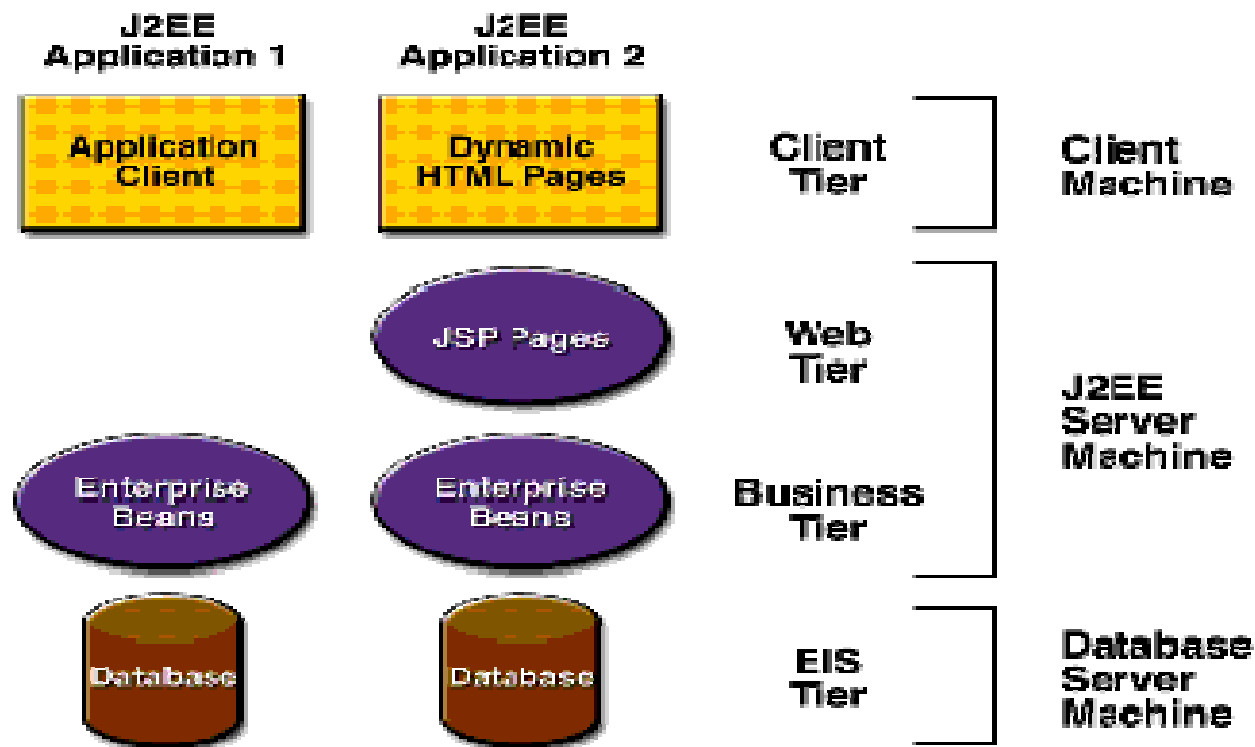 J2EE
Application 1
J2EE
Application 2
Application
Client
Dynamic
HTML Pages
Client
Tier
Client
Machine
JSP Pages
Web
Tier
J2EE
Server
Machine
Enterprise
Beans
Enterprise
Beans
Business
Tier
Database
Database
EIS
Tier
Database
Server
Machine